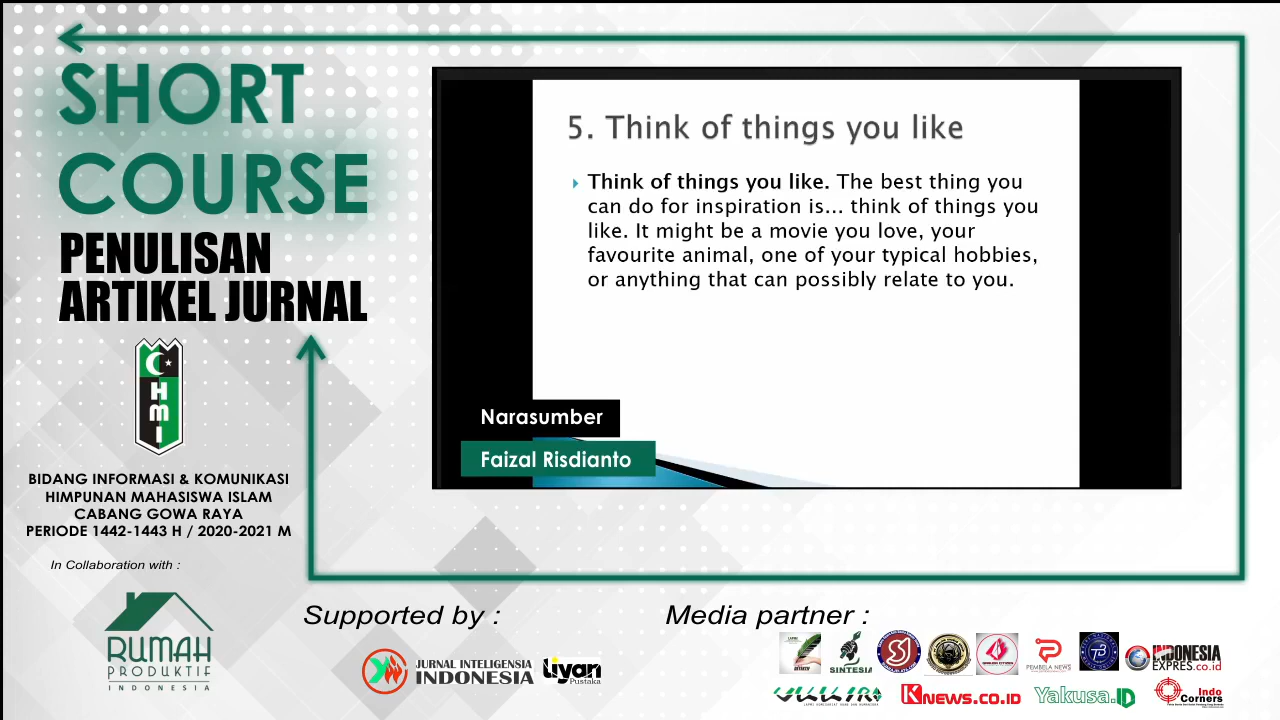 SHORT
COURSE
PENULISAN
ARTIKEL JURNAL
HMI
BIDANG INFORMASI & KOMUNIKASI
HIMPUNAN MAHASISWA ISLAM
CABANG GOWA RAYA
PERIODE 1442-1443 H / 2020-2021 M
In Collaboration with :
RUMAH
PRODUKTIF
INDONESIA
5. Think of things you like
Think of things you like. The best thing you
can do for inspiration is... think of things you
like. It might be a movie you love, your
favourite animal, one of your typical hobbies,
or anything that can possibly relate to you.
Narasumber
Faizal Risdianto
Supported by :
JURNAL INTELIGENSIA
INDONESIA
Liyan
Pustaka
Media partner :
SINTESIA
PEMBELA NEWS
INDONESIA
EXPRES.co.id
KNEWS.CO.ID
Yakusa.ID
Indo
Corners